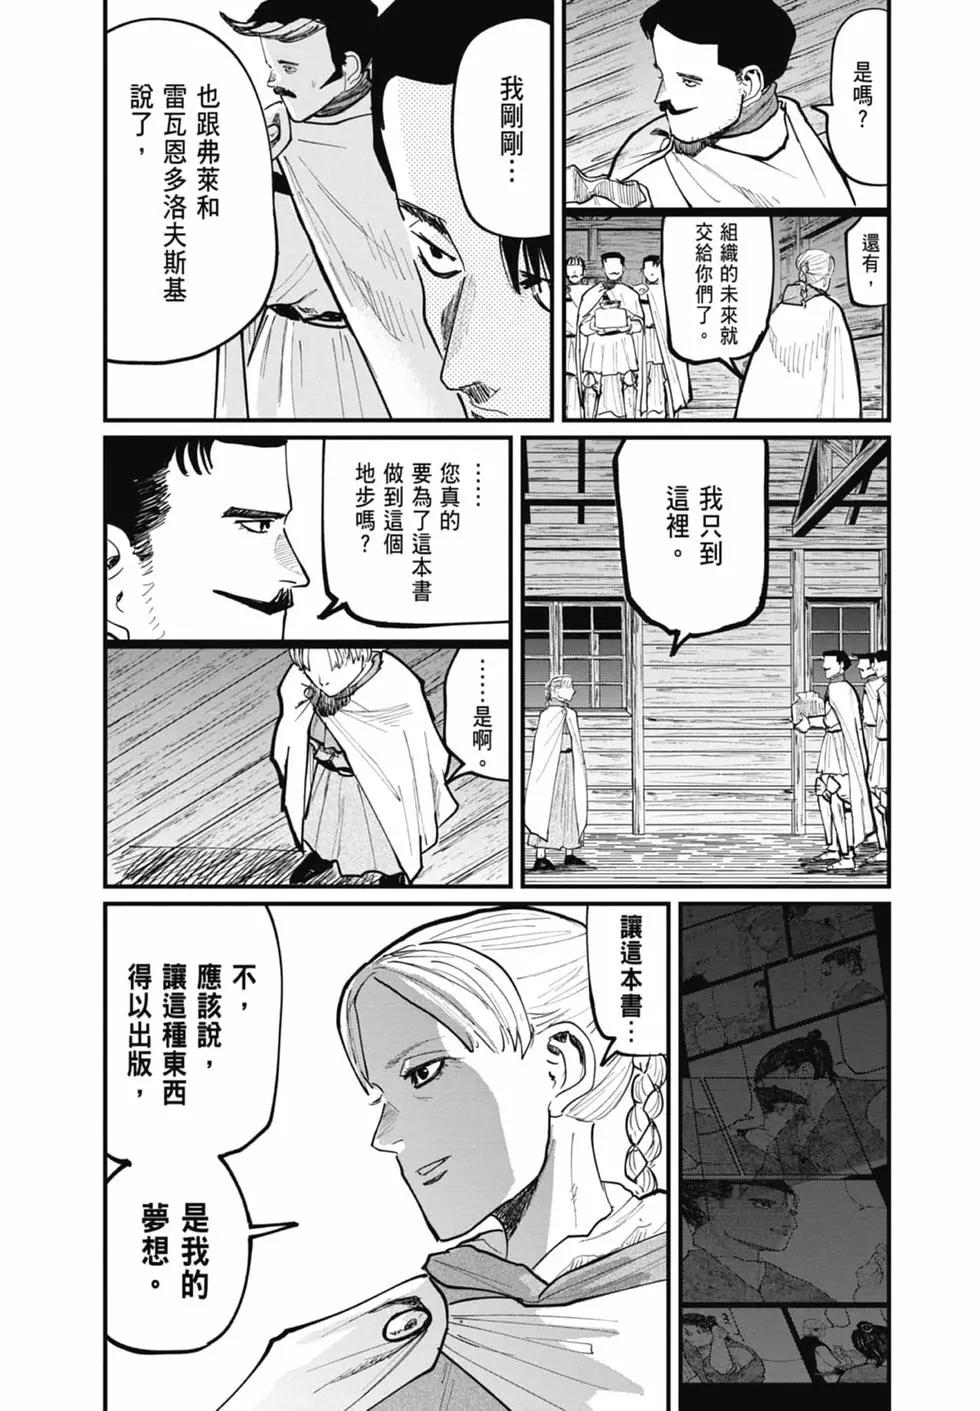 是嗎？
還有，
組織的未來就
交給你們了。
我剛剛…
也跟弗萊和
雷瓦恩多洛夫斯基
說了，
我只到
這裡。
……
您真的
要為了這本書
做到這個
地步嗎？
……是啊。
讓這本書…
不，
應該說，
讓這種東西
得以出版，
是我的
夢想。